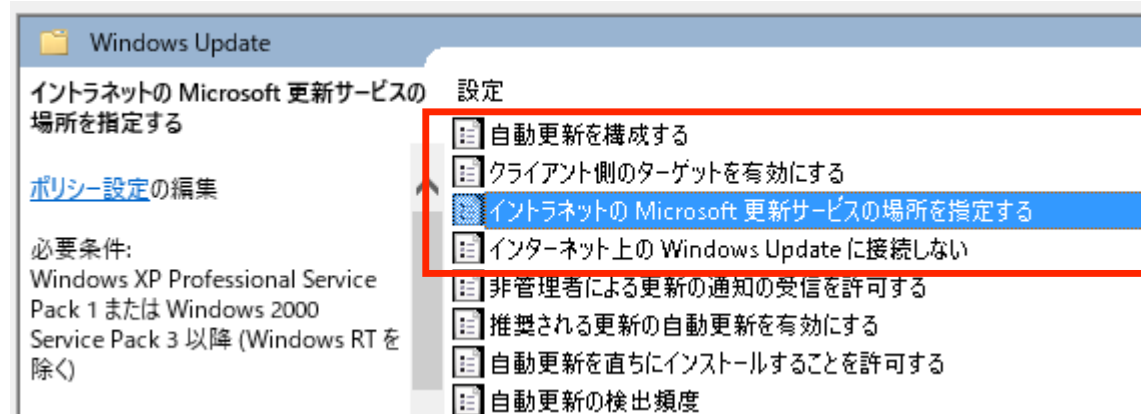 Windows Update
イントラネットの Microsoft 更新サービスの
場所を指定する
ポリシー設定の編集
必要条件:
Windows XP Professional Service
Pack 1 または Windows 2000
Service Pack 3 以降 (Windows RT を
除く)
設定
自動更新を構成する
クライアント側のターゲットを有効にする
イントラネットの Microsoft 更新サービスの場所を指定する
インターネット上の Windows Update に接続しない
非管理者による更新の通知の受信を許可する
推奨される更新の自動更新を有効にする
自動更新を直ちにインストールすることを許可する
自動更新の検出頻度